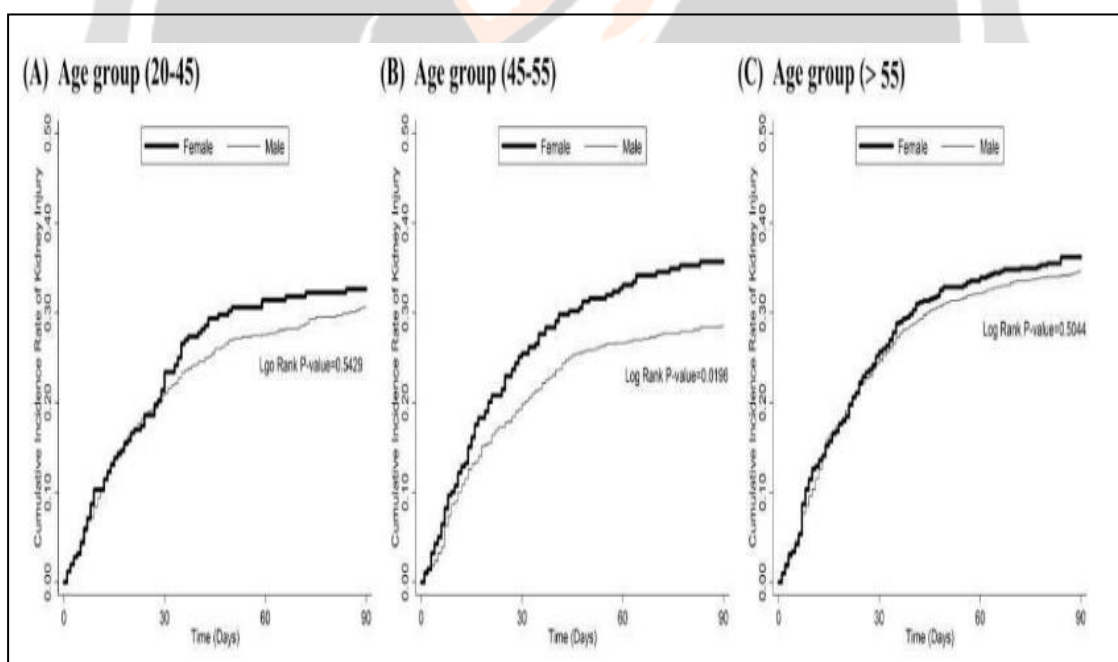 (A) Age group (20-45)
Female Male
Cumulative Incidence Rate of Kidney Injury
0.50
0.40
0.30
0.20
0.10
0.00
Lgo Rank P-value=0.5429
0 30 60 90
Time (Days)
(B) Age group (45-55)
Female Male
Cumulative Incidence Rate of Kidney Injury
0.50
0.40
0.30
0.20
0.10
0.00
Log Rank P-value=0.0196
0 30 60 90
Time (Days)
(C) Age group (> 55)
Female Male
Cumulative Incidence Rate of Kidney Injury
0.50
0.40
0.30
0.20
0.10
0.00
Log Rank P-value=0.5044
0 30 60 90
Time (Days)